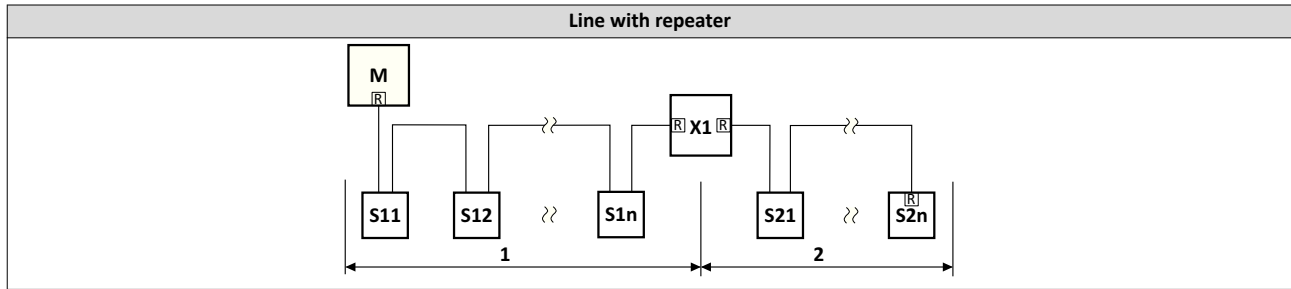 Line with repeater
M
R
R X1 R
S11 S12 S1n S21 R S2n
1 2